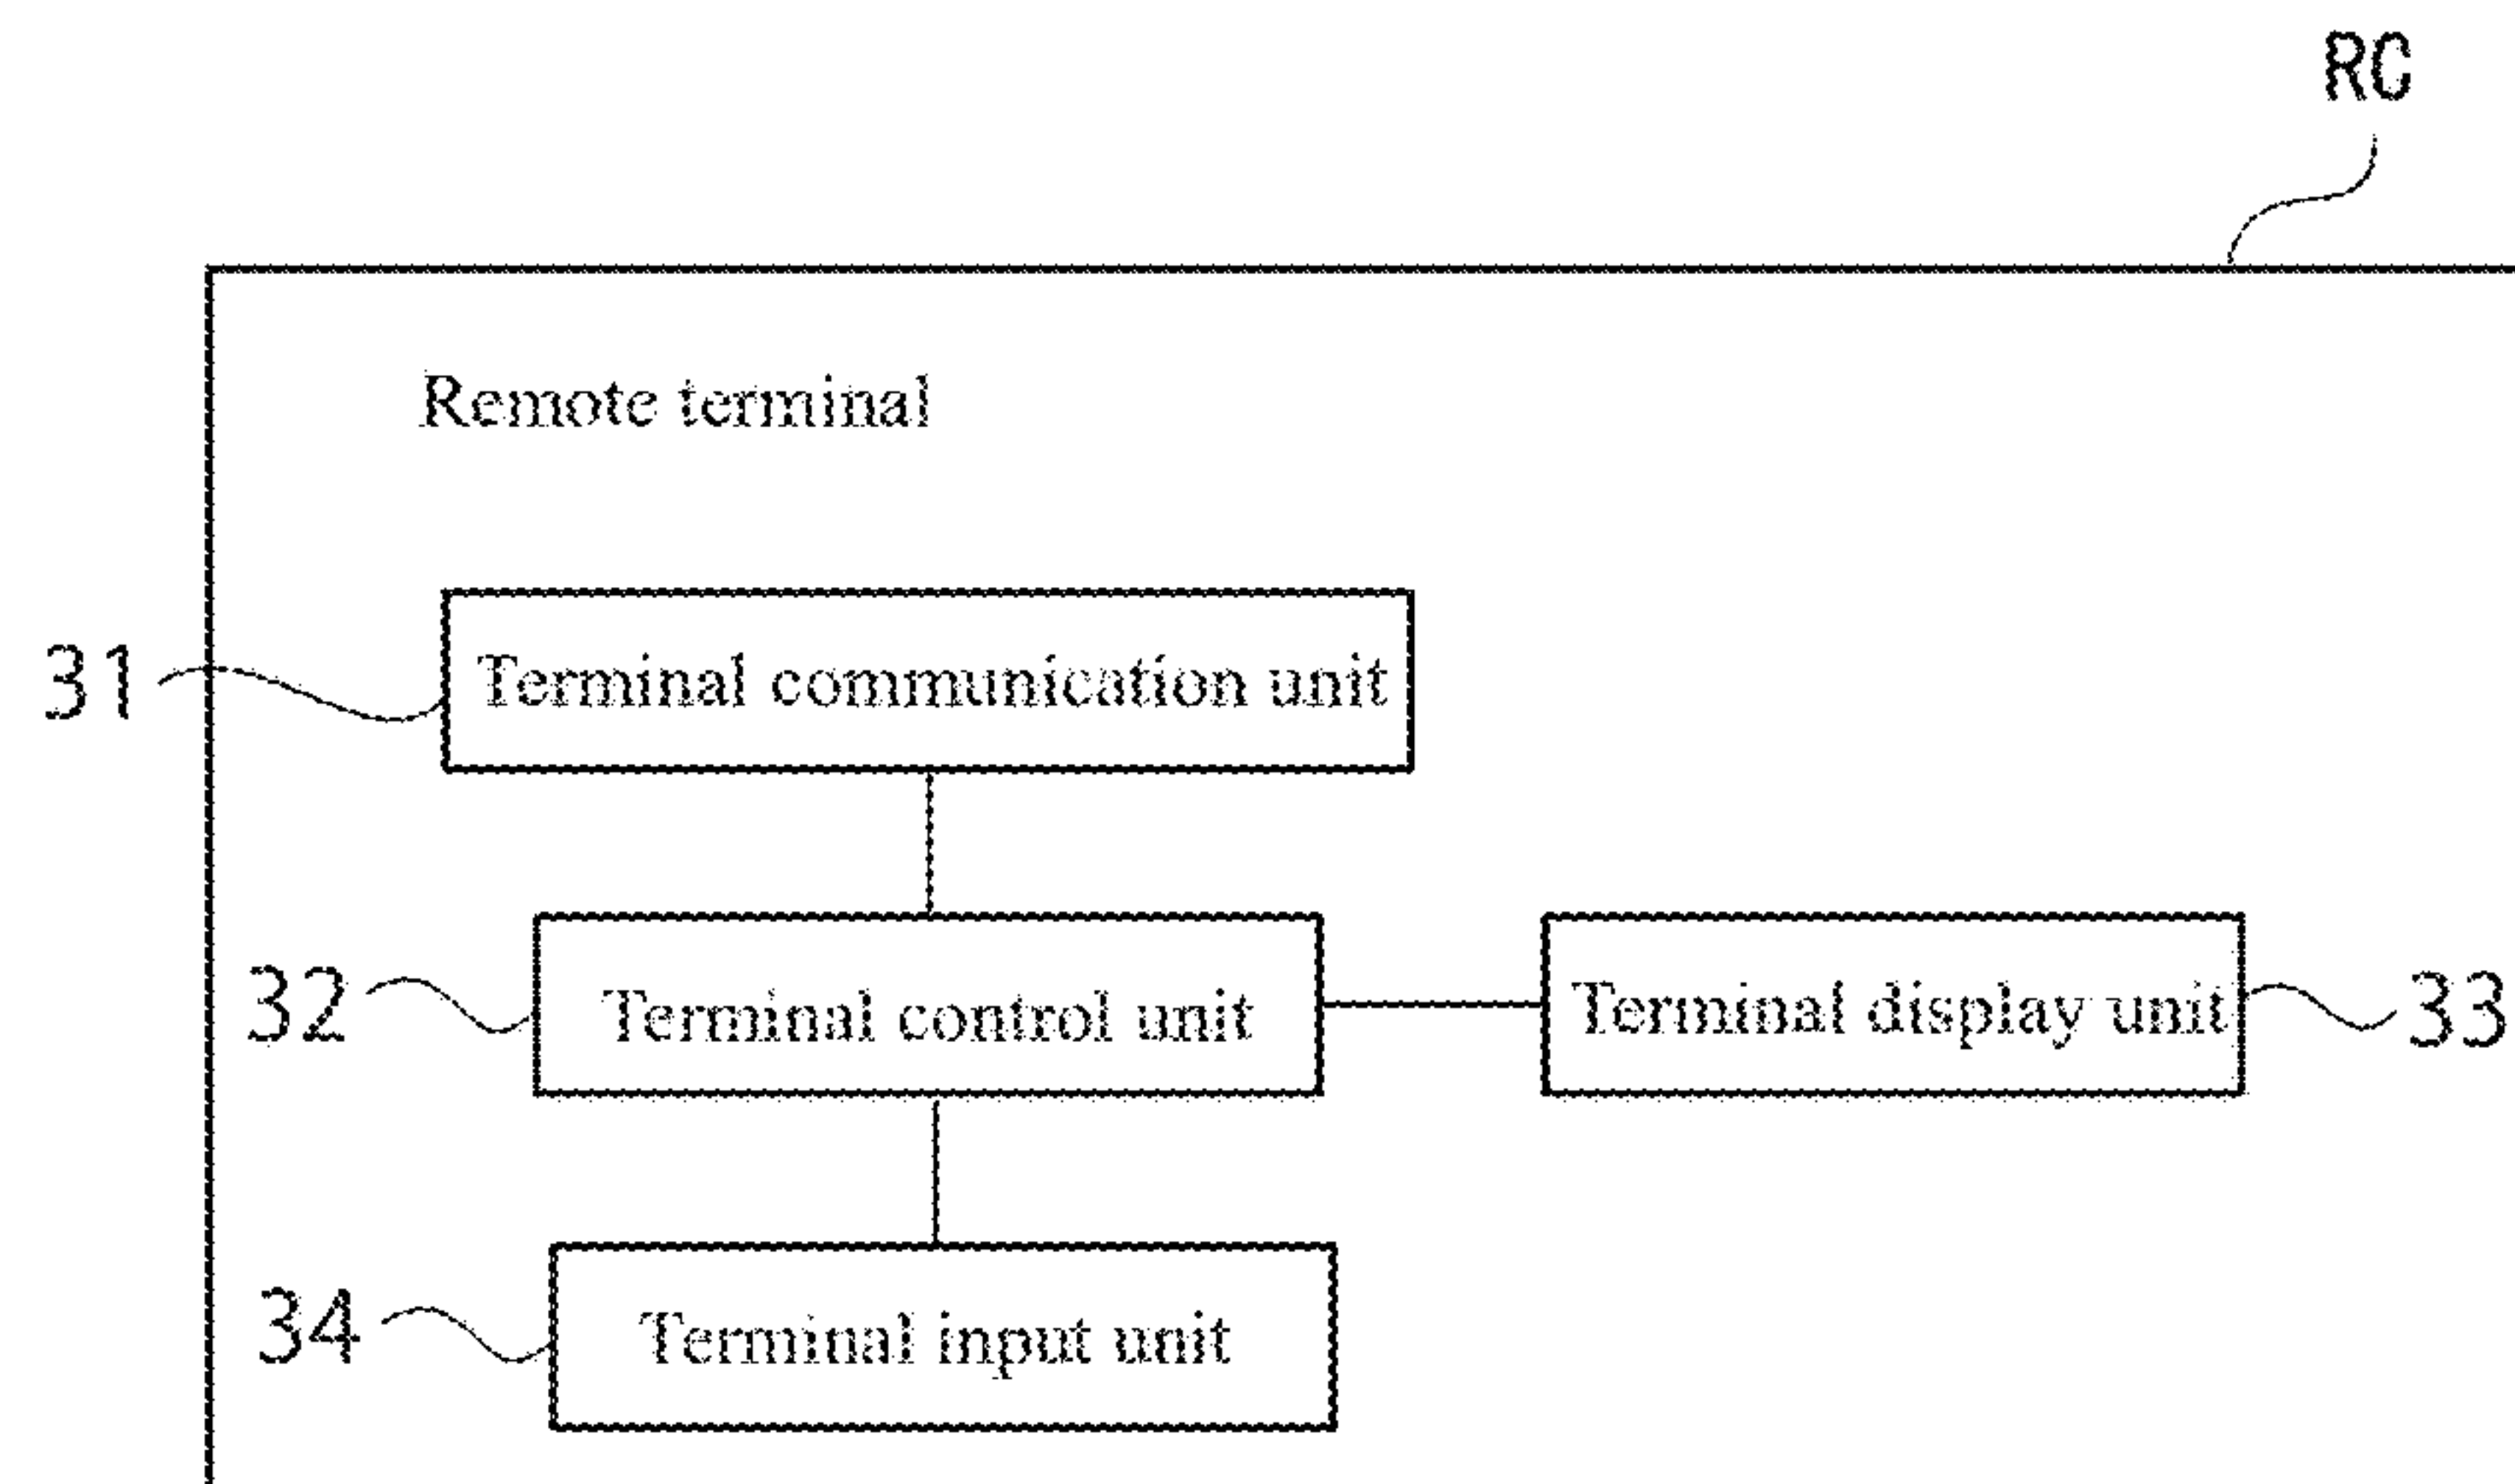 RC
Remote terminal
31
Terminal communication unit
32
Terminal control unit
Terminal display unit
33
34
Terminal input unit